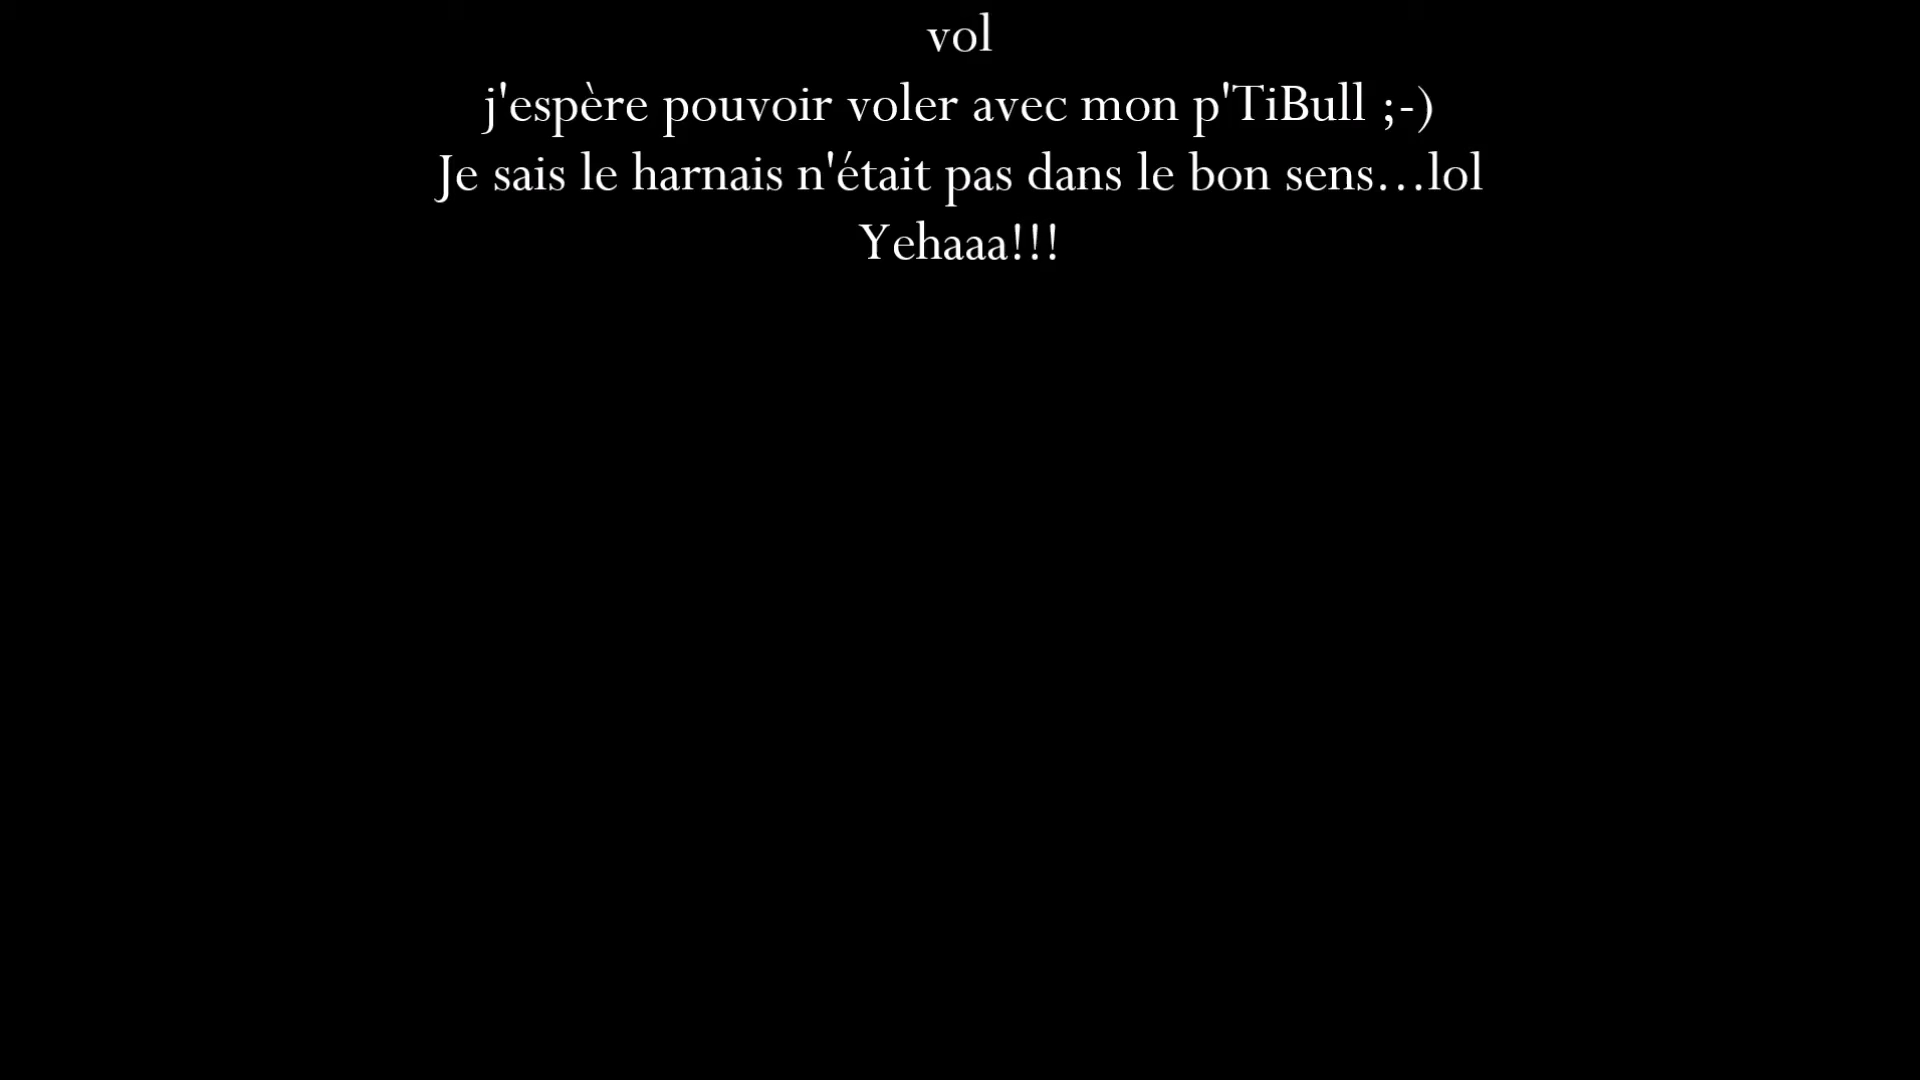 vol
j'espère pouvoir voler avec mon p'TiBull ;-)
Je sais le harnais n'était pas dans le bon sens...lol
Yehaaa!!!